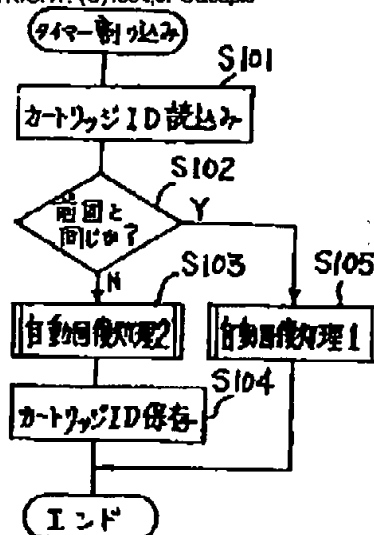 タイマー割り込み
S101
カートリッジID読込み
S102
前回と
同じか?
Y
N
S103
S105
自動回復処理2
自動回復処理1
S104
カートリッジID保存
エンド